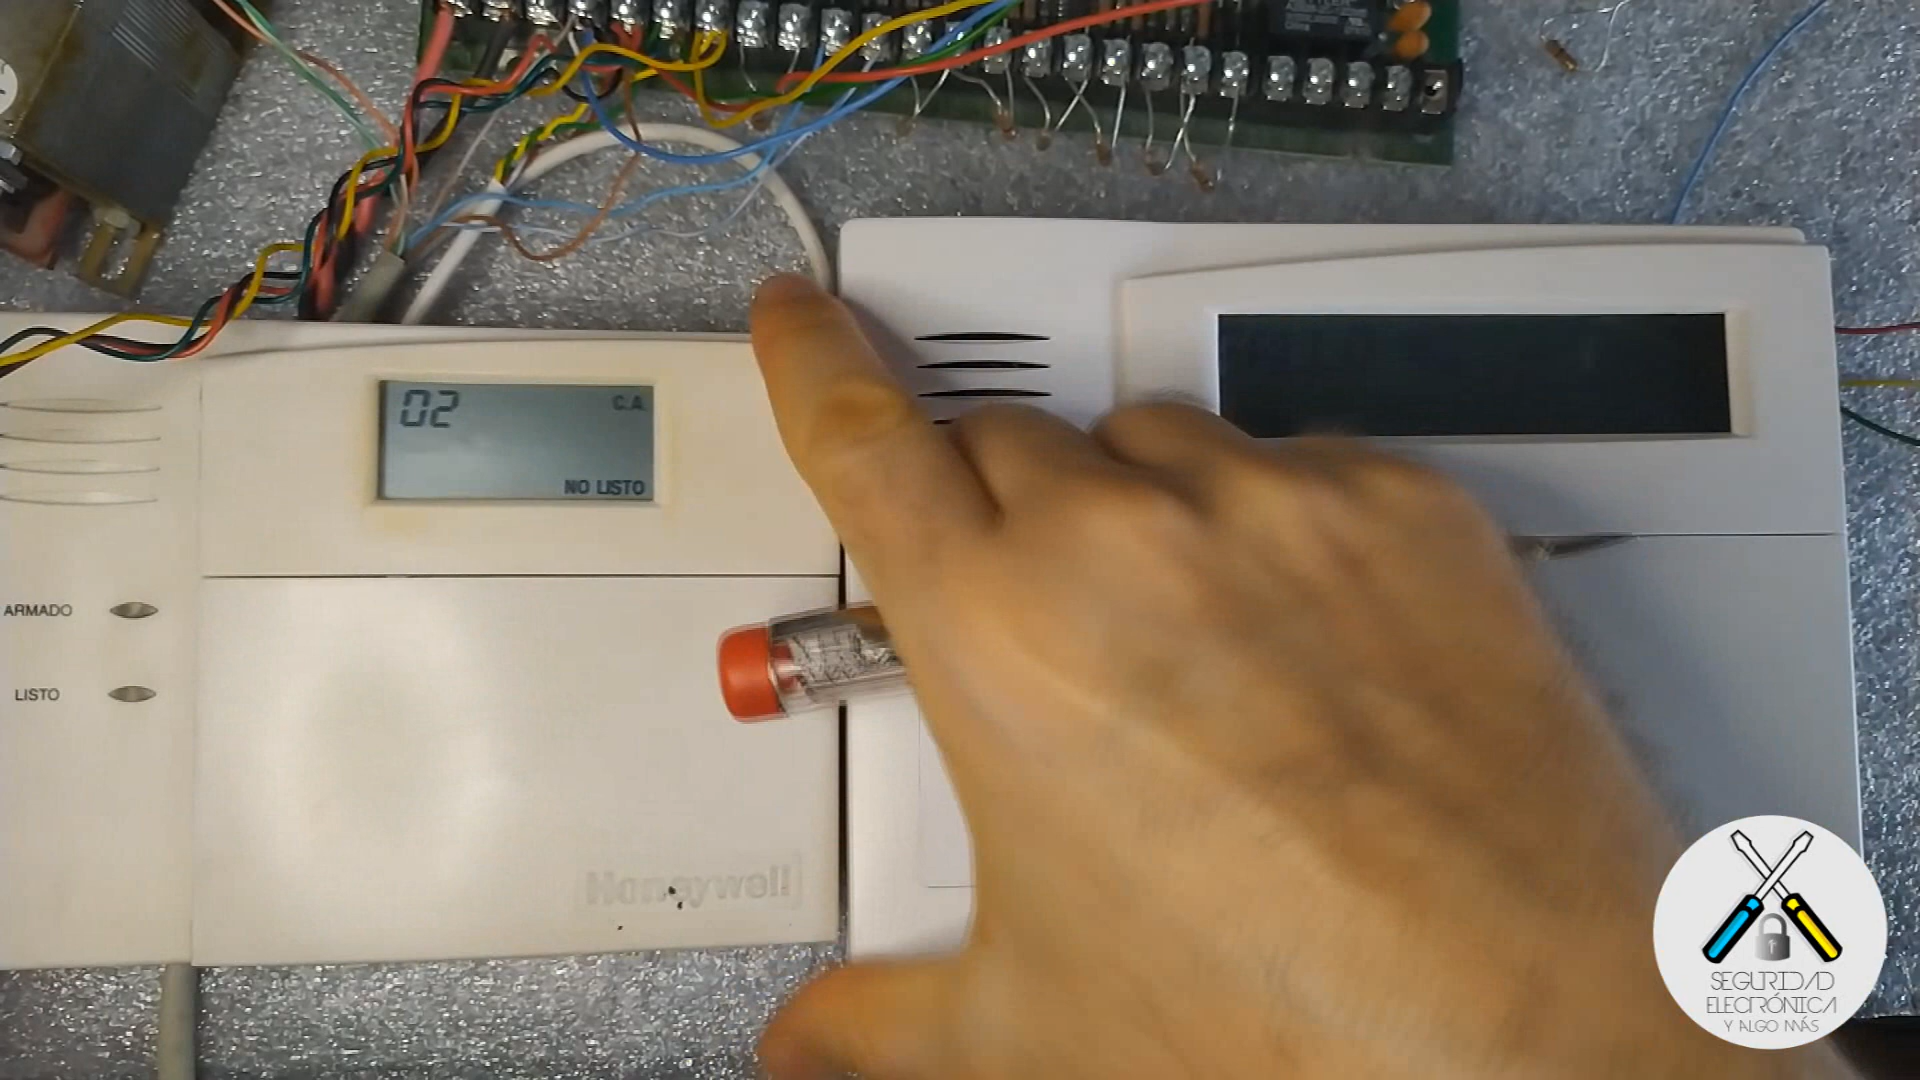 02
C.A.
NO LISTO
ARMADO
LISTO
Honeywell
SEGURIDAD
ELECTRÓNICA
Y ALGO MÁS